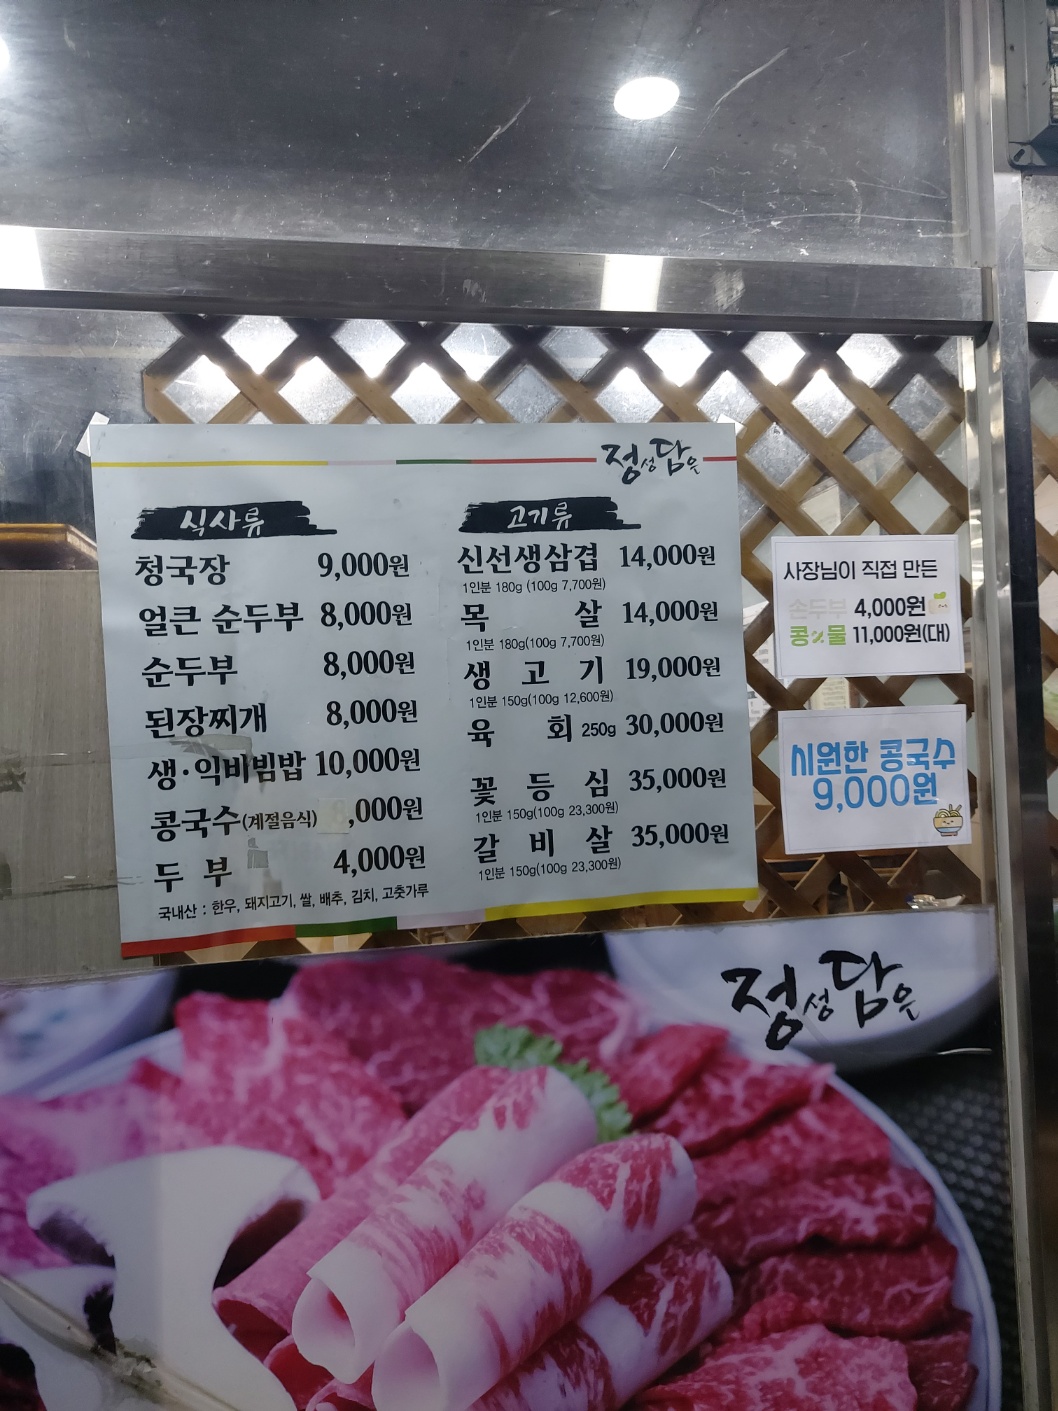 정성담은
식사류
청국장 9,000원
얼큰 순두부 8,000원
순두부 8,000원
된장찌개 8,000원
생·익비빔밥 10,000원
콩국수(계절음식) ,000원
두 부 4,000원
국내산 : 한우, 돼지고기, 쌀, 배추, 김치, 고춧가루
고기류
신선생삼겹 14,000원
1인분 180g (100g 7,700원)
목 살 14,000원
1인분 180g(100g 7,700원)
생 고 기 19,000원
1인분 150g(100g 12,600원)
육 회 250g 30,000원
꽃 등 심 35,000원
1인분 150g(100g 23,300원)
갈 비 살 35,000원
1인분 150g(100g 23,300원)
사장님이 직접 만든
손두부 4,000원
콩물 11,000원(대)
시원한 콩국수
9,000원
정성담은